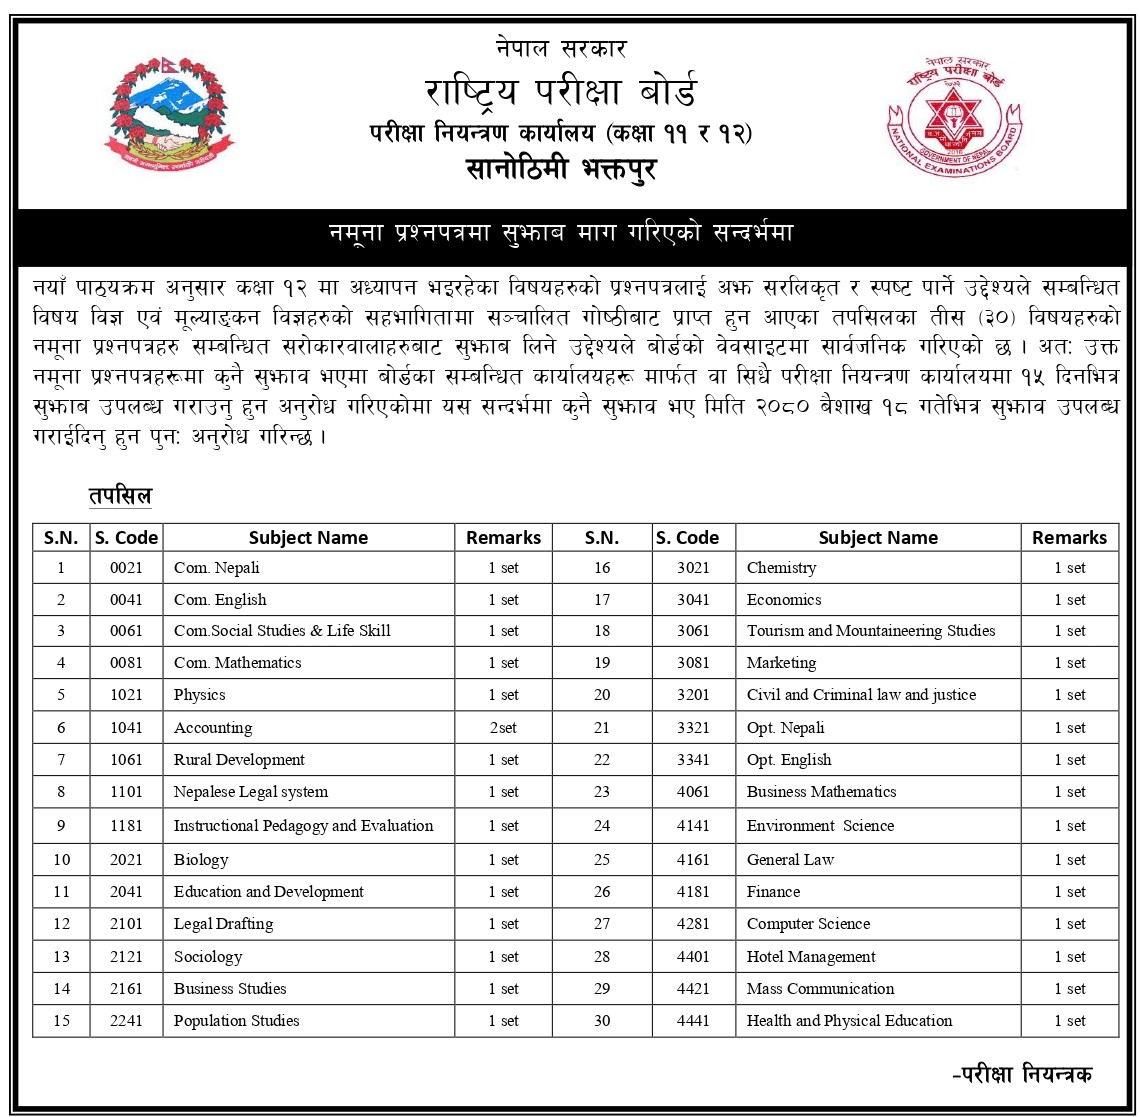 नेपाल सरकार
राष्ट्रिय परीक्षा बोर्ड
परीक्षा नियन्त्रण कार्यालय (कक्षा ११ र १२)
सानोठिमी भक्तपुर
नेपाल सरकार
राष्ट्रिय परीक्षा बोर्ड
२०७२
2016
GOVERNMENT OF NEPAL
NATIONAL EXAMINATIONS BOARD
नमूना प्रश्नपत्रमा सुझाब माग गरिएको सन्दर्भमा
नयाँ पाठ्यक्रम अनुसार कक्षा १२ मा अध्यापन भइरहेका विषयहरुको प्रश्नपत्रलाई अझ सरलिकृत र स्पष्ट पार्ने उद्देश्यले सम्बन्धित
विषय विज्ञ एवं मूल्याङ्कन विज्ञहरुको सहभागितामा सञ्चालित गोष्ठीबाट प्राप्त हुन आएका तपसिलका तीस (३०) विषयहरुको
नमूना प्रश्नपत्रहरु सम्बन्धित सरोकारवालाहरुबाट सुझाब लिने उद्देश्यले बोर्डको वेवसाइटमा सार्वजनिक गरिएको छ । अतः उक्त
नमूना प्रश्नपत्रहरूमा कुनै सुझाव भएमा बोर्डका सम्बन्धित कार्यालयहरू मार्फत वा सिधै परीक्षा नियन्त्रण कार्यालयमा १५ दिनभित्र
सुझाब उपलब्ध गराउनु हुन अनुरोध गरिएकोमा यस सन्दर्भमा कुनै सुझाव भए मिति २०८० बैशाख १८ गतेभित्र सुझाव उपलब्ध
गराईदिनु हुन पुनः अनुरोध गरिन्छ ।
तपसिल
S.N. S. Code Subject Name Remarks S.N. S. Code Subject Name Remarks
1 0021 Com. Nepali 1 set 16 3021 Chemistry 1 set
2 0041 Com. English 1 set 17 3041 Economics 1 set
3 0061 Com.Social Studies & Life Skill 1 set 18 3061 Tourism and Mountaineering Studies 1 set
4 0081 Com. Mathematics 1 set 19 3081 Marketing 1 set
5 1021 Physics 1 set 20 3201 Civil and Criminal law and justice 1 set
6 1041 Accounting 2set 21 3321 Opt. Nepali 1 set
7 1061 Rural Development 1 set 22 3341 Opt. English 1 set
8 1101 Nepalese Legal system 1 set 23 4061 Business Mathematics 1 set
9 1181 Instructional Pedagogy and Evaluation 1 set 24 4141 Environment Science 1 set
10 2021 Biology 1 set 25 4161 General Law 1 set
11 2041 Education and Development 1 set 26 4181 Finance 1 set
12 2101 Legal Drafting 1 set 27 4281 Computer Science 1 set
13 2121 Sociology 1 set 28 4401 Hotel Management 1 set
14 2161 Business Studies 1 set 29 4421 Mass Communication 1 set
15 2241 Population Studies 1 set 30 4441 Health and Physical Education 1 set
-परीक्षा नियन्त्रक